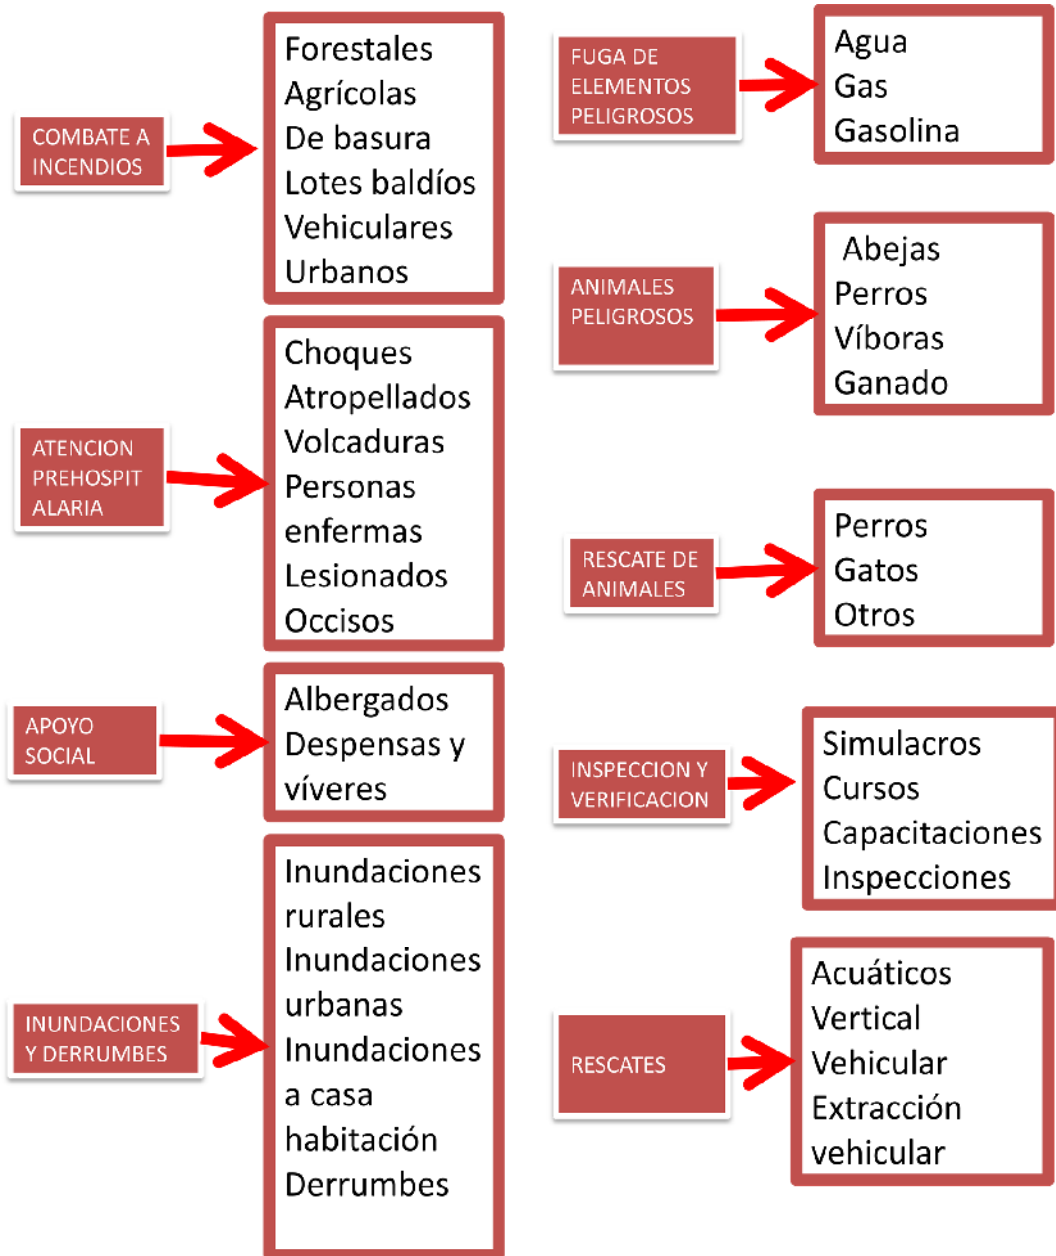 COMBATE A
INCENDIOS
Forestales
Agrícolas
De basura
Lotes baldíos
Vehiculares
Urbanos
ATENCION
PREHOSPIT
ALARIA
Choques
Atropellados
Volcaduras
Personas
enfermas
Lesionados
Occisos
APOYO
SOCIAL
Albergados
Despensas y
víveres
INUNDACIONES
Y DERRUMBES
Inundaciones
rurales
Inundaciones
urbanas
Inundaciones
a casa
habitación
Derrumbes
FUGA DE
ELEMENTOS
PELIGROSOS
Agua
Gas
Gasolina
ANIMALES
PELIGROSOS
Abejas
Perros
Víboras
Ganado
RESCATE DE
ANIMALES
Perros
Gatos
Otros
INSPECCION Y
VERIFICACION
Simulacros
Cursos
Capacitaciones
Inspecciones
RESCATES
Acuáticos
Vertical
Vehicular
Extracción
vehicular